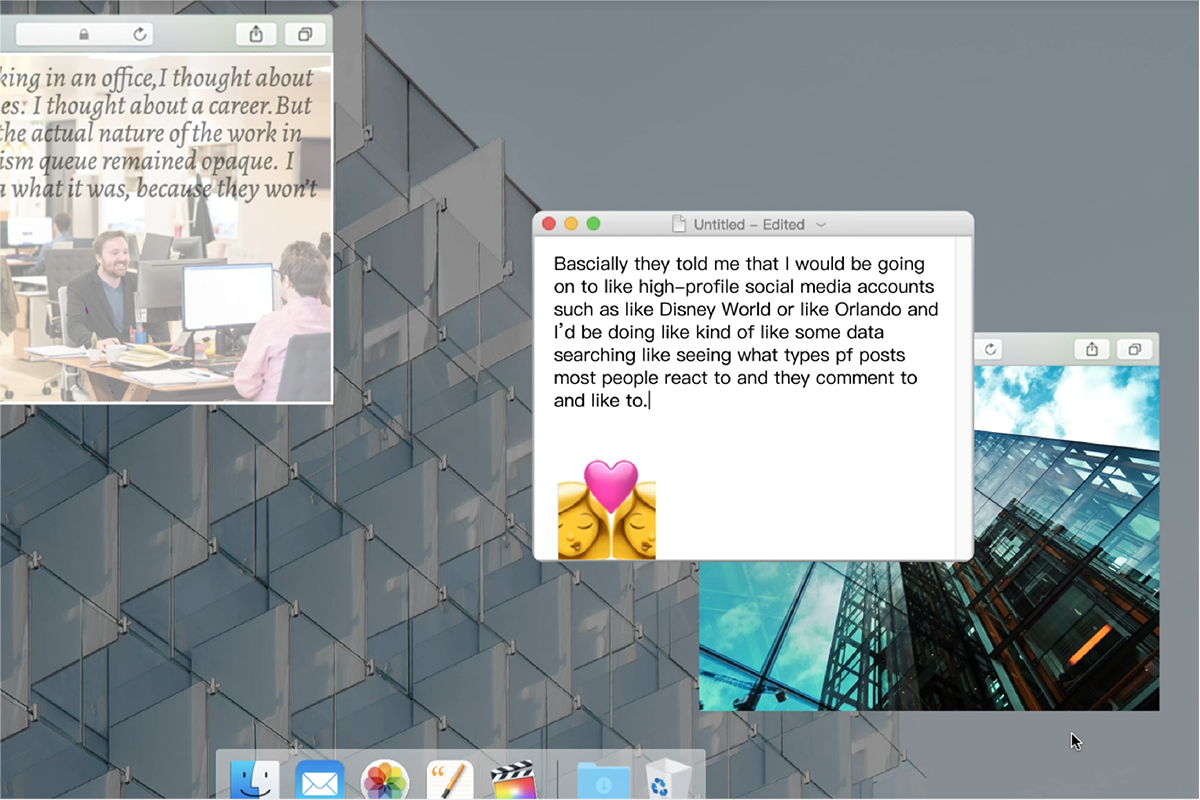 king in an office,I thought about
es: I thought about a career.But
the actual nature of the work in
ism queue remained opaque. I
what it was, because they won't
Untitled – Edited
Bascially they told me that I would be going
on to like high-profile social media accounts
such as like Disney World or like Orlando and
I'd be doing like kind of like some data
searching like seeing what types pf posts
most people react to and they comment to
and like to.